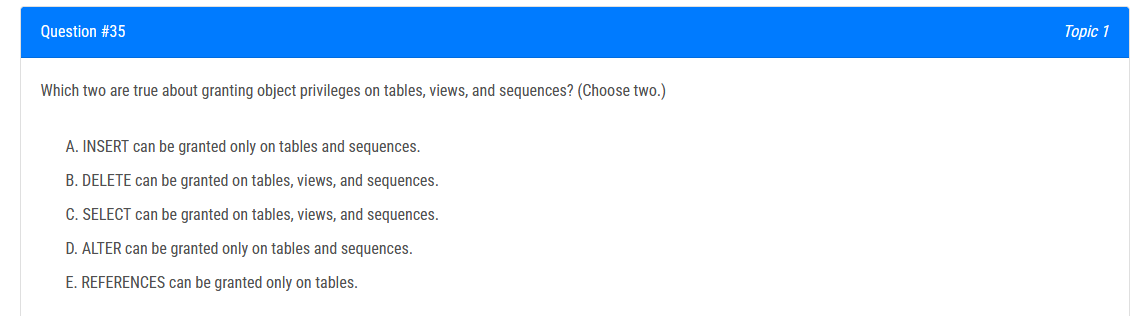 Question #35
Topic 1
Which two are true about granting object privileges on tables, views, and sequences? (Choose two.)
A. INSERT can be granted only on tables and sequences.
B. DELETE can be granted on tables, views, and sequences.
C. SELECT can be granted on tables, views, and sequences.
D. ALTER can be granted only on tables and sequences.
E. REFERENCES can be granted only on tables.